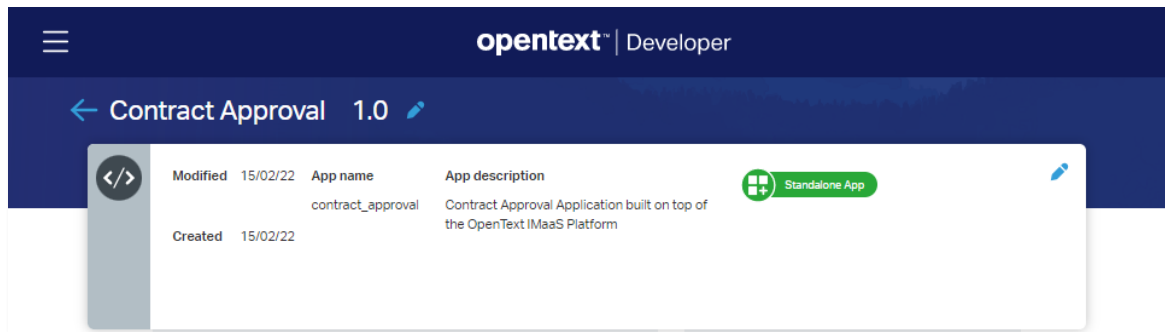 opentext™ | Developer
Contract Approval 1.0
</>
Modified 15/02/22 App name App description Standalone App
contract_approval Contract Approval Application built on top of
the OpenText IMaaS Platform
Created 15/02/22